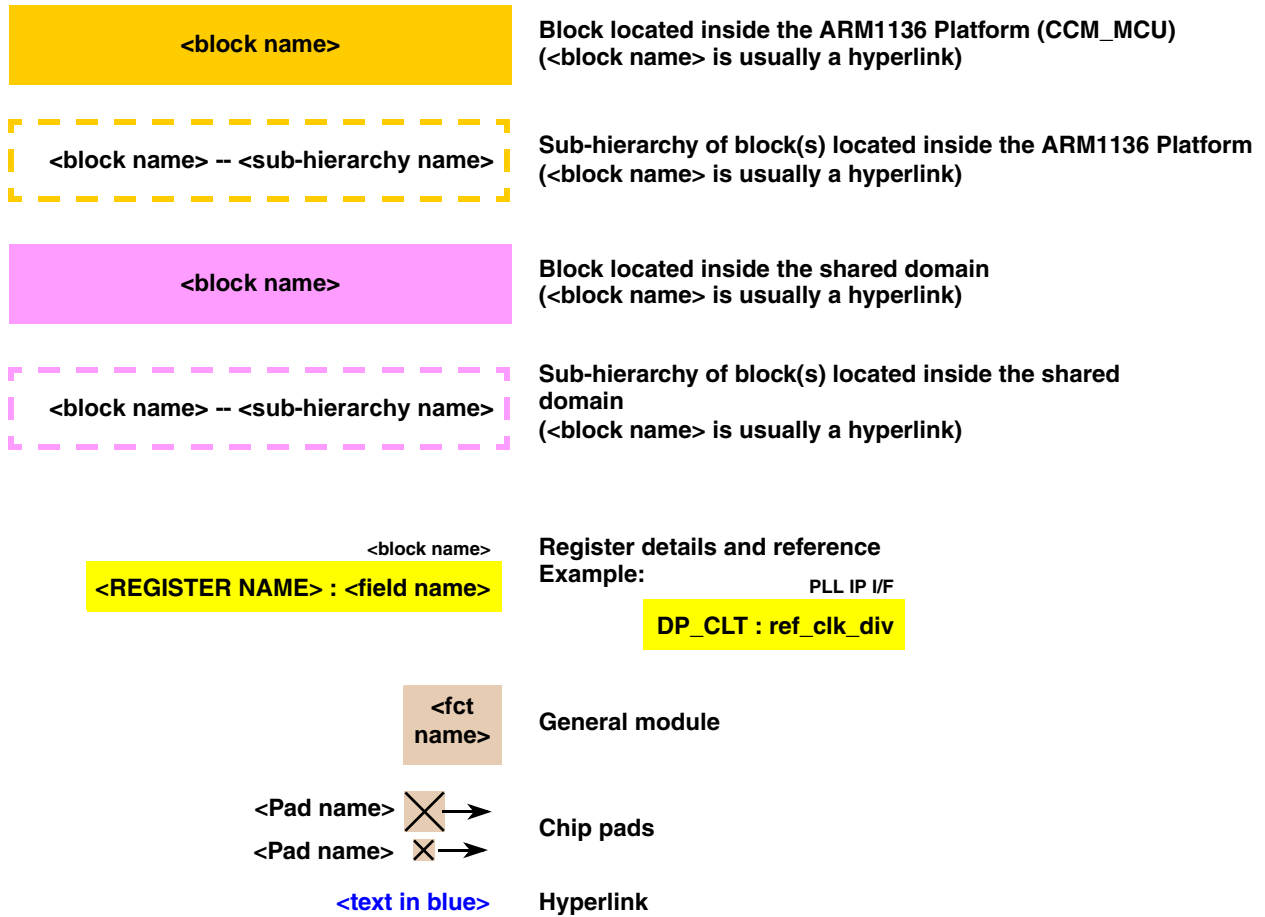 <block name>
Block located inside the ARM1136 Platform (CCM_MCU)
(<block name> is usually a hyperlink)
<block name> -- <sub-hierarchy name>
Sub-hierarchy of block(s) located inside the ARM1136 Platform
(<block name> is usually a hyperlink)
<block name>
Block located inside the shared domain
(<block name> is usually a hyperlink)
<block name> -- <sub-hierarchy name>
Sub-hierarchy of block(s) located inside the shared
domain
(<block name> is usually a hyperlink)
<block name>
<REGISTER NAME> : <field name>
Register details and reference
Example:
PLL IP I/F
DP_CLT : ref_clk_div
<fct
name>
General module
<Pad name>
<Pad name>
Chip pads
<text in blue>
Hyperlink